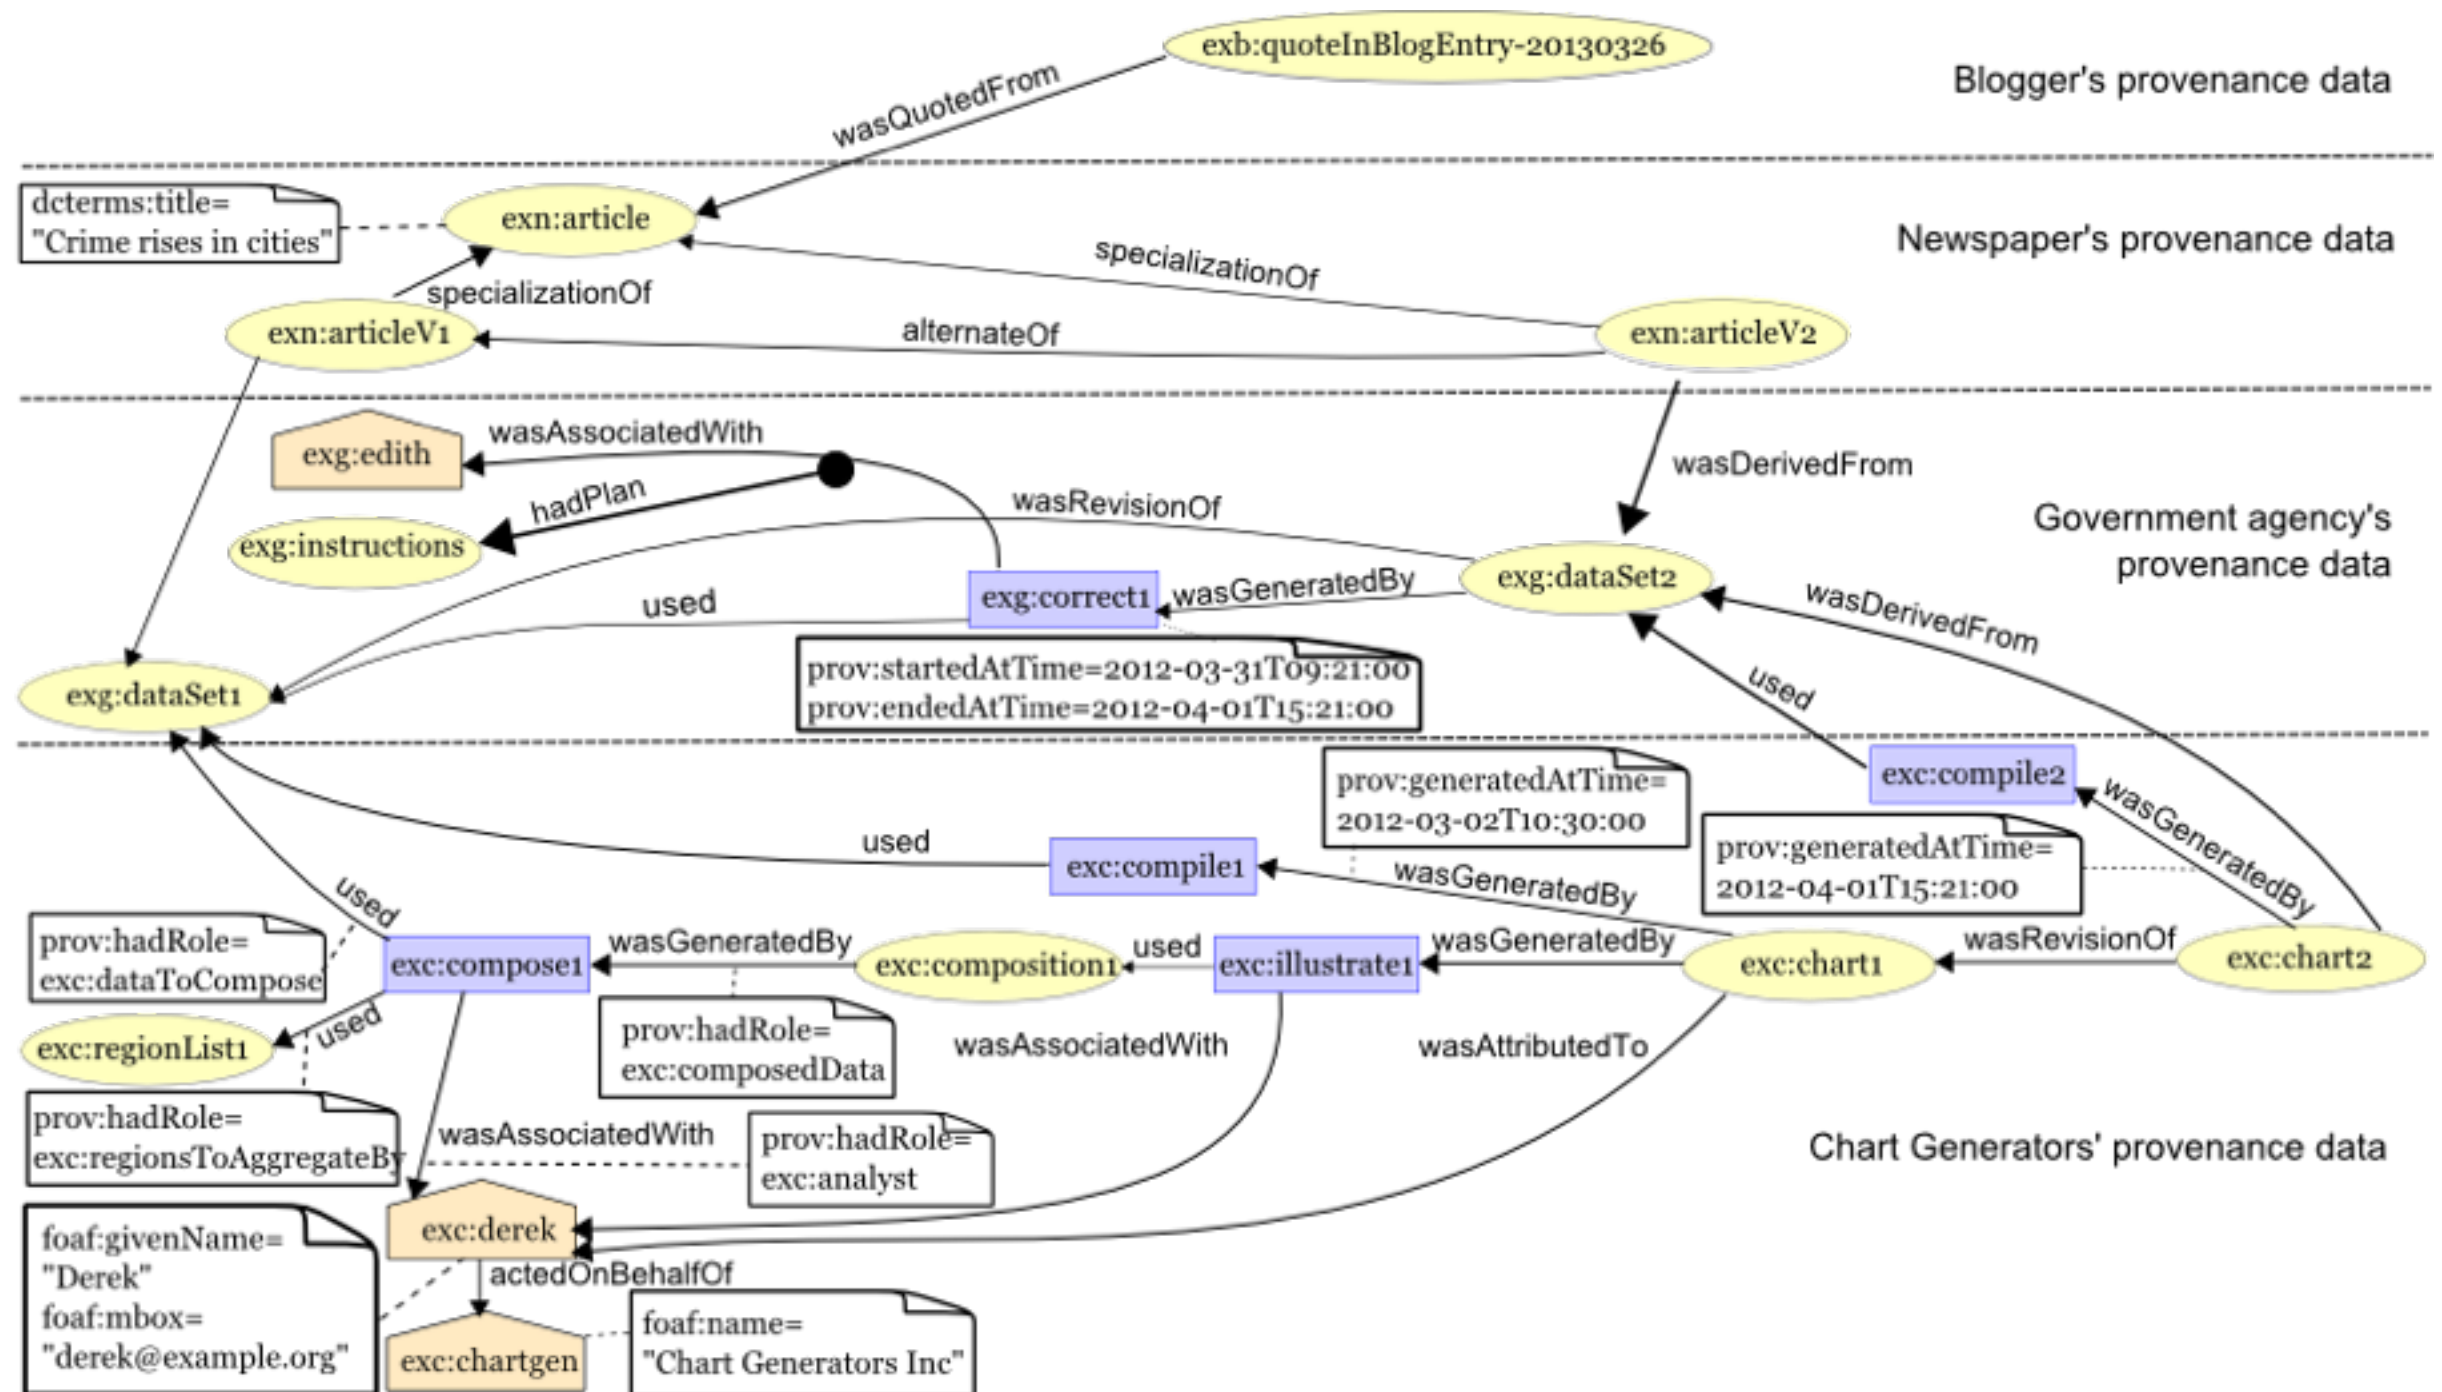 exb:quoteInBlogEntry-20130326
Blogger's provenance data
wasQuotedFrom
dcterms:title=
"Crime rises in cities"
exn:article
Newspaper's provenance data
specializationOf
specializationOf
exn:articleV1
alternateOf
exn:articleV2
exg:edith
wasAssociatedWith
wasDerivedFrom
hadPlan
wasRevisionOf
Government agency's
provenance data
exg:instructions
exg:dataSet2
used
exg:correct1
wasGeneratedBy
wasDerivedFrom
prov:startedAtTime=2012-03-31T09:21:00
prov:endedAtTime=2012-04-01T15:21:00
used
exg:dataSet1
prov:generatedAtTime=
2012-03-02T10:30:00
exc:compile2
wasGeneratedBy
used
exc:compile1
wasGeneratedBy
prov:generatedAtTime=
2012-04-01T15:21:00
used
prov:hadRole=
exc:dataToCompose
exc:compose1
wasGeneratedBy
exc:composition1
used
exc:illustrate1
wasGeneratedBy
exc:chart1
wasRevisionOf
exc:chart2
used
exc:regionList1
prov:hadRole=
exc:composedData
wasAssociatedWith
wasAttributedTo
prov:hadRole=
exc:regionsToAggregateBy
wasAssociatedWith
prov:hadRole=
exc:analyst
Chart Generators' provenance data
foaf:givenName=
"Derek"
foaf:mbox=
"derek@example.org"
exc:derek
actedOnBehalfOf
exc:chartgen
foaf:name=
"Chart Generators Inc"